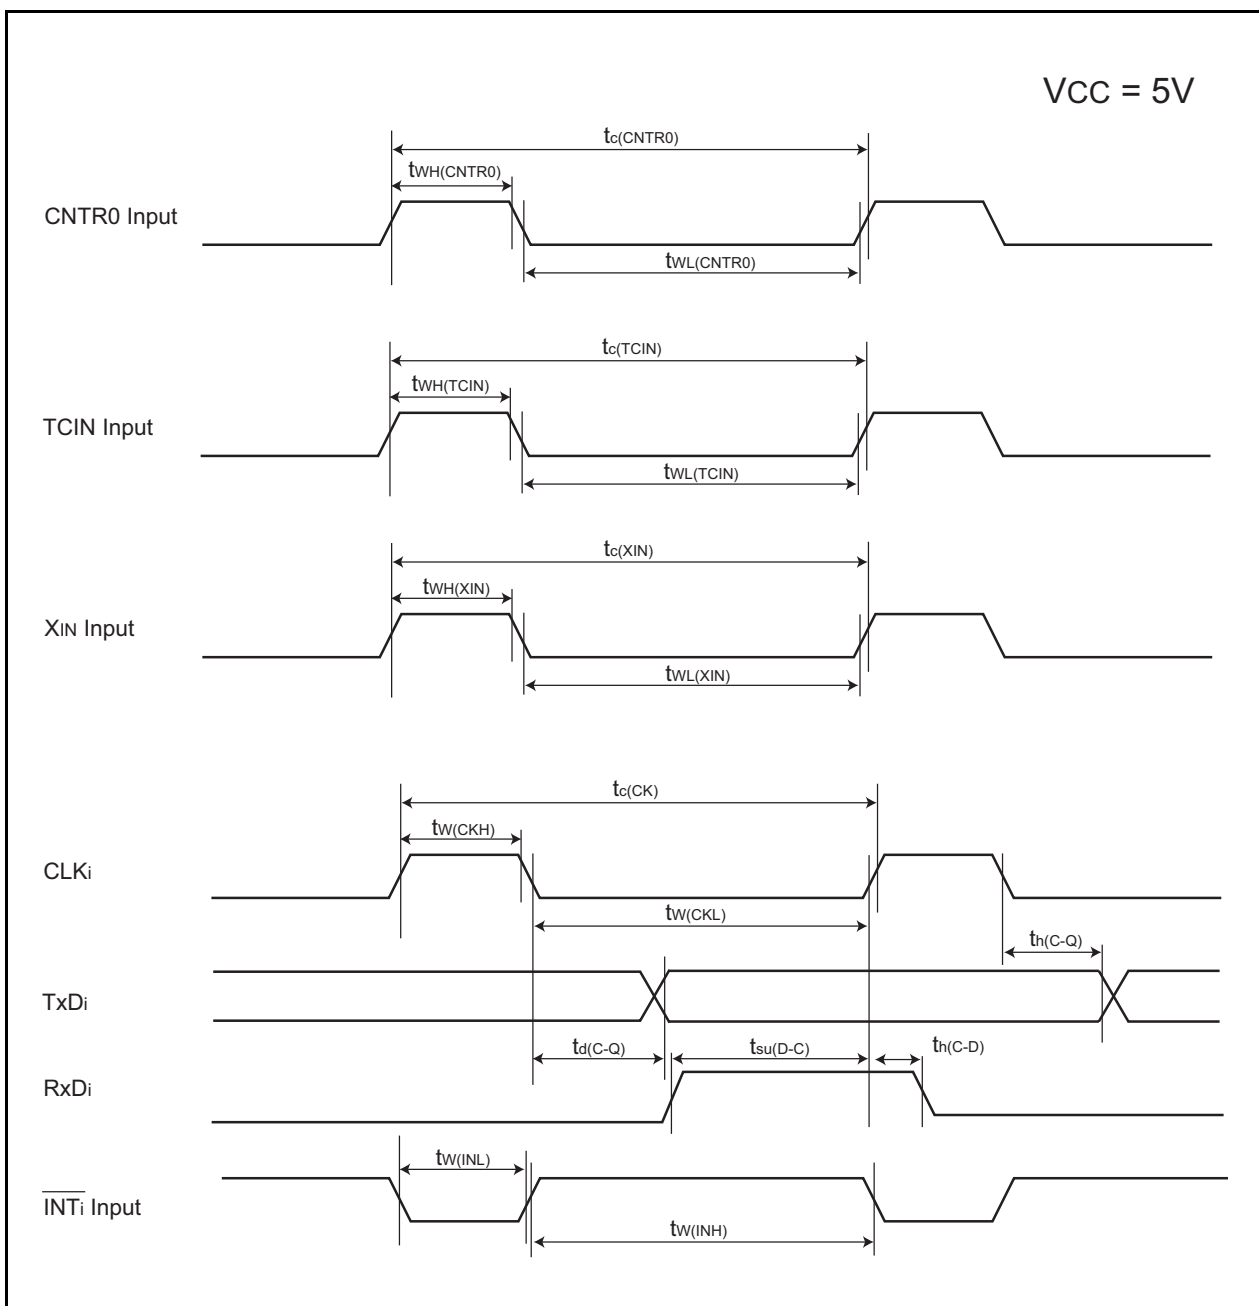 VCC = 5V
tc(CNTR0)
tWH(CNTR0)
CNTR0 Input
tWL(CNTR0)
tc(TCIN)
tWH(TCIN)
TCIN Input
tWL(TCIN)
tc(XIN)
tWH(XIN)
XIN Input
tWL(XIN)
tc(CK)
tW(CKH)
CLKi
tW(CKL)
th(C-Q)
TxDi
td(C-Q)
tsu(D-C)
th(C-D)
RxDi
tW(INL)
INTi Input
tW(INH)